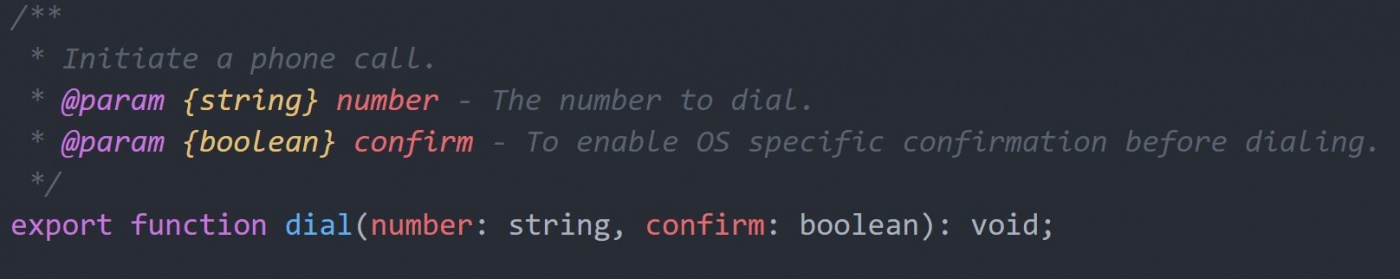 /**
 * Initiate a phone call.
 * @param {string} number - The number to dial.
 * @param {boolean} confirm - To enable OS specific confirmation before dialing.
 */
export function dial(number: string, confirm: boolean): void;